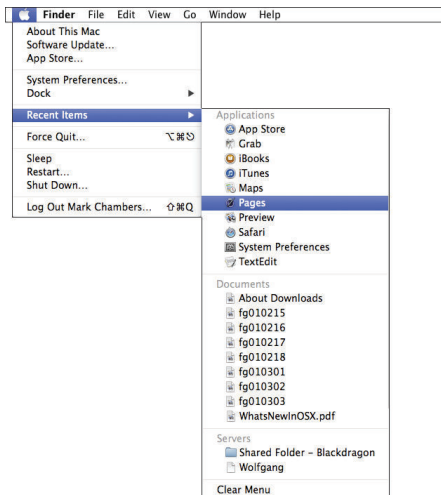 Finder File Edit View Go Window Help
About This Mac
Software Update...
App Store...
System Preferences...
Dock
Recent Items
Force Quit... ⌥⌘⎋
Sleep
Restart...
Shut Down...
Log Out Mark Chambers... ⇧⌘Q
Applications
App Store
Grab
iBooks
iTunes
Maps
Pages
Preview
Safari
System Preferences
TextEdit
Documents
About Downloads
fg010215
fg010216
fg010217
fg010218
fg010301
fg010302
fg010303
WhatsNewInOSX.pdf
Servers
Shared Folder – Blackdragon
Wolfgang
Clear Menu